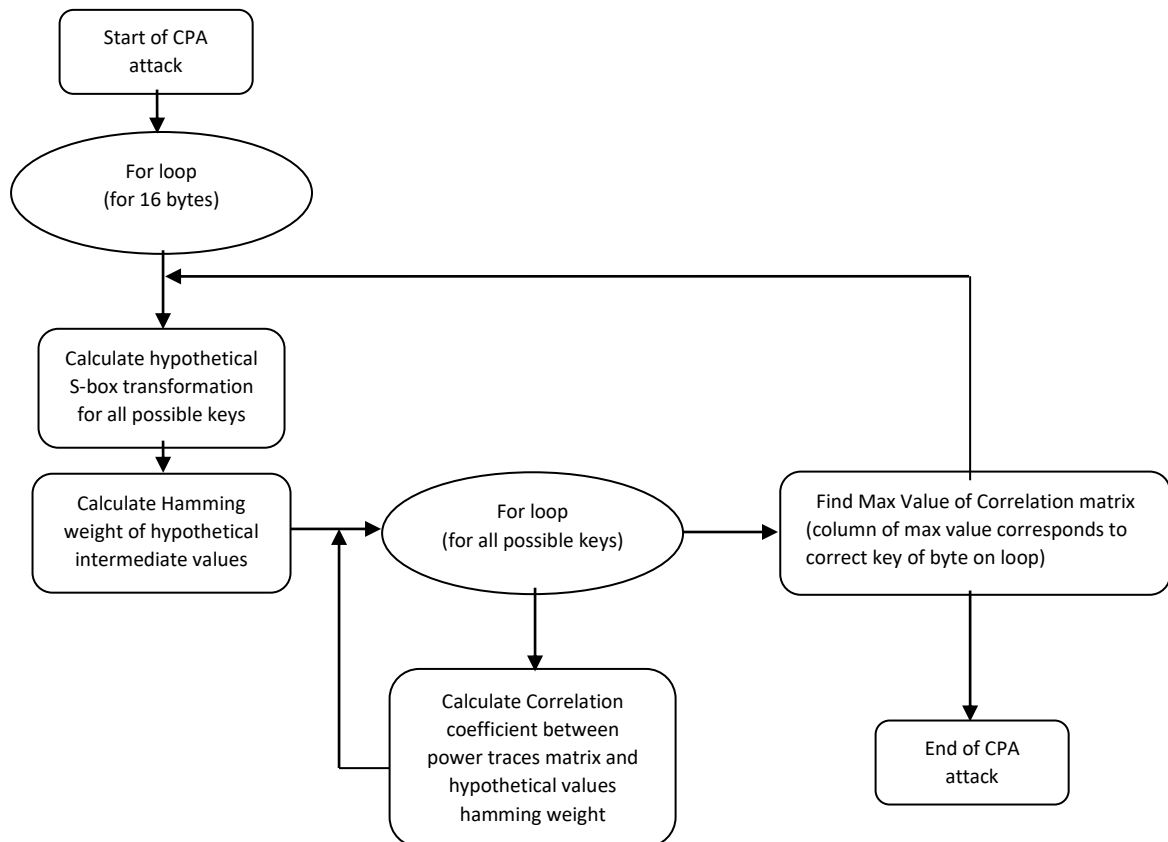 Start of CPA
attack
For loop
(for 16 bytes)
Calculate hypothetical
S-box transformation
for all possible keys
Calculate Hamming
weight of hypothetical
intermediate values
For loop
(for all possible keys)
Find Max Value of Correlation matrix
(column of max value corresponds to
correct key of byte on loop)
Calculate Correlation
coefficient between
power traces matrix and
hypothetical values
hamming weight
End of CPA
attack